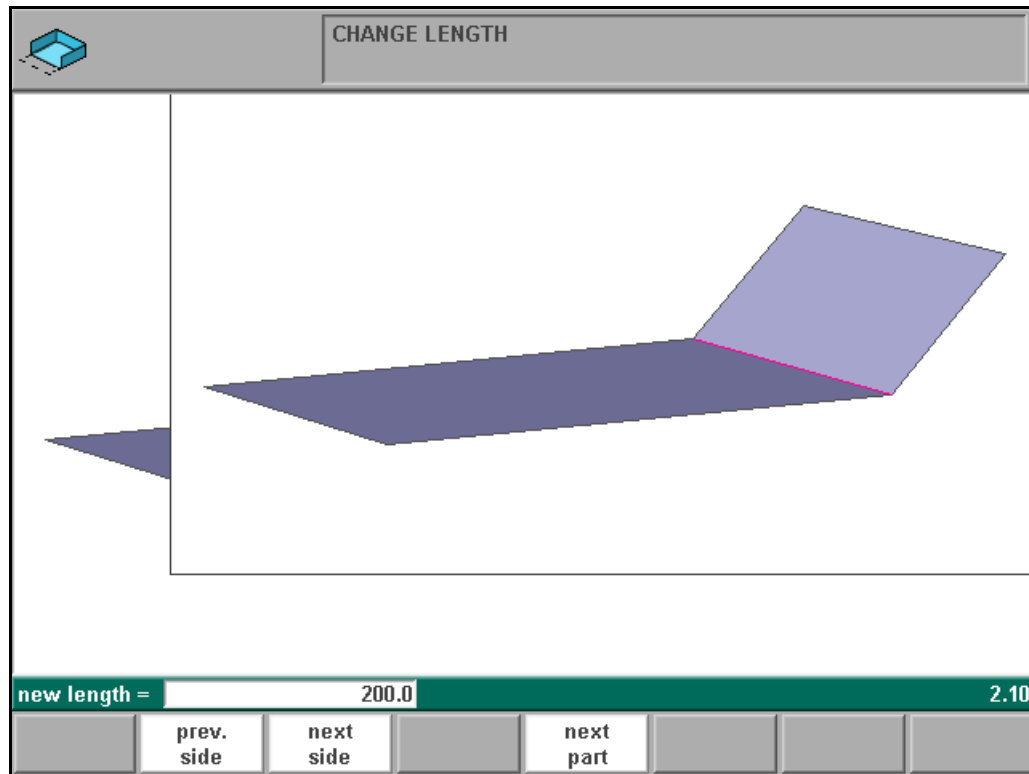 CHANGE LENGTH
new length = 200.0 2.10
prev. side
next side
next part